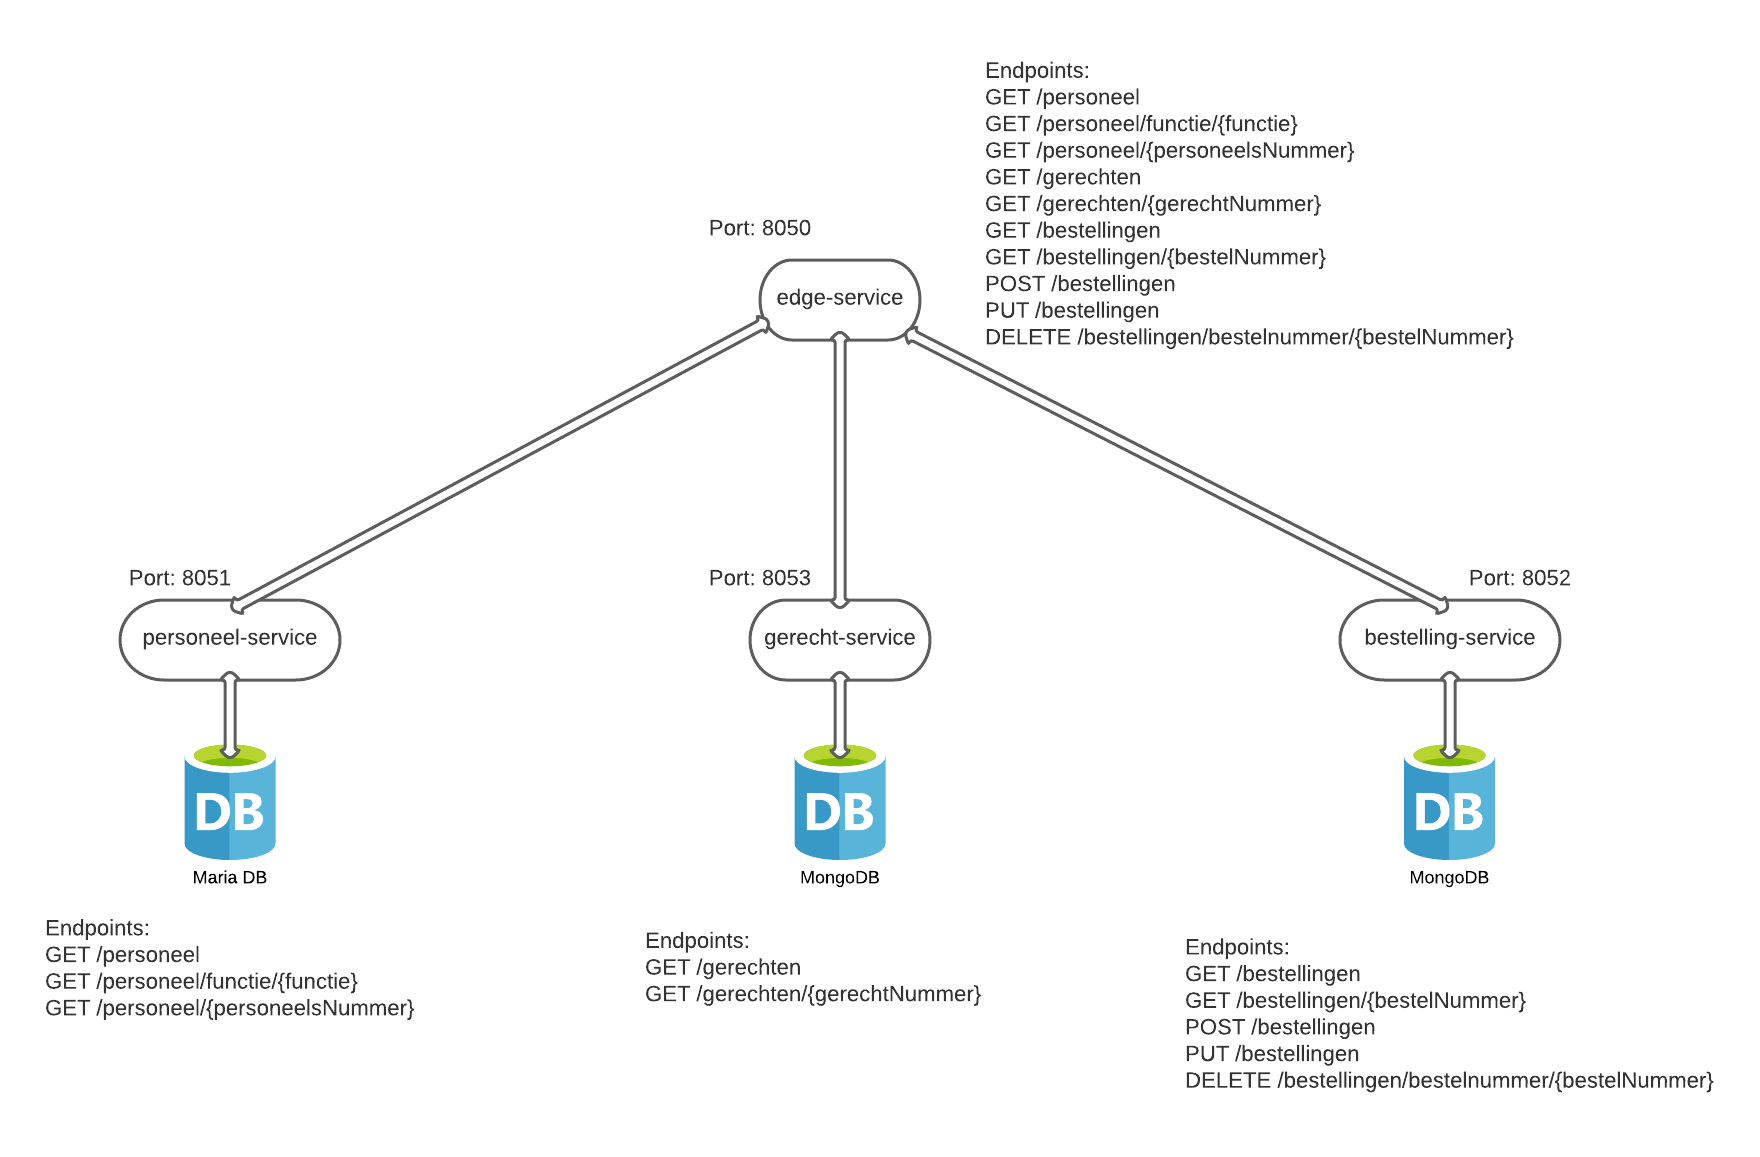 Endpoints:
GET /personeel
GET /personeel/functie/{functie}
GET /personeel/{personeelsNummer}
GET /gerechten
GET /gerechten/{gerechtNummer}
GET /bestellingen
GET /bestellingen/{bestelNummer}
POST /bestellingen
PUT /bestellingen
DELETE /bestellingen/bestelnummer/{bestelNummer}
Port: 8050
edge-service
Port: 8051
personeel-service
Port: 8053
gerecht-service
Port: 8052
bestelling-service
DB
Maria DB
DB
MongoDB
DB
MongoDB
Endpoints:
GET /personeel
GET /personeel/functie/{functie}
GET /personeel/{personeelsNummer}
Endpoints:
GET /gerechten
GET /gerechten/{gerechtNummer}
Endpoints:
GET /bestellingen
GET /bestellingen/{bestelNummer}
POST /bestellingen
PUT /bestellingen
DELETE /bestellingen/bestelnummer/{bestelNummer}